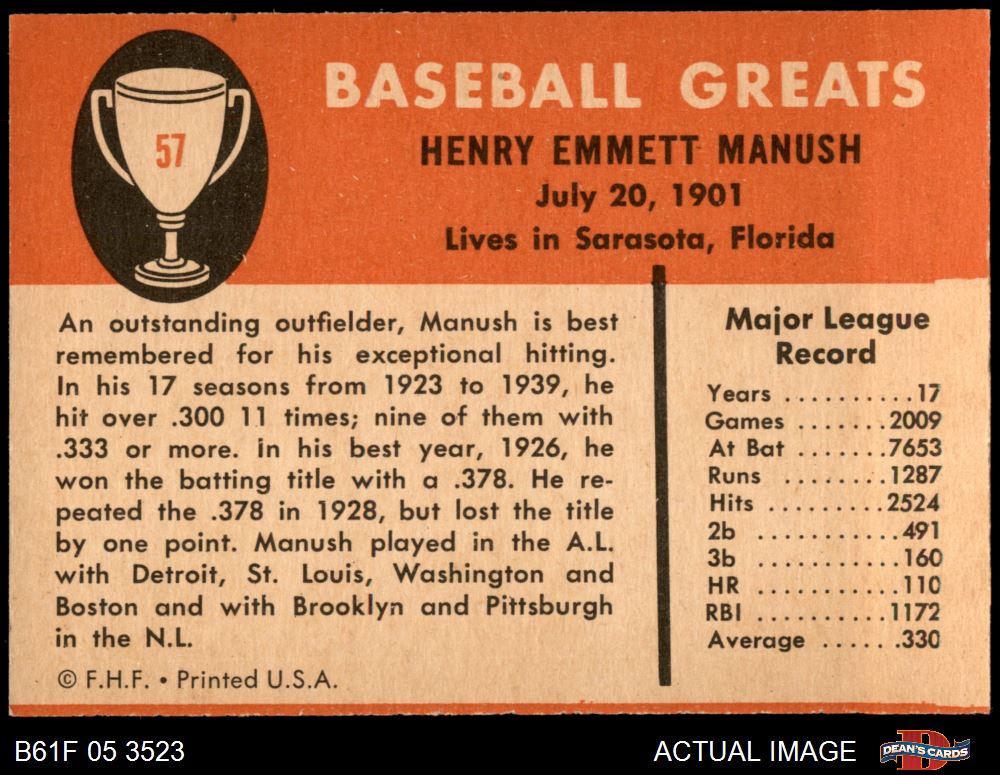 57
BASEBALL GREATS
HENRY EMMETT MANUSH
July 20, 1901
Lives in Sarasota, Florida
An outstanding outfielder, Manush is best
remembered for his exceptional hitting.
In his 17 seasons from 1923 to 1939, he
hit over .300 11 times; nine of them with
.333 or more. In his best year, 1926, he
won the batting title with a .378. He re-
peated the .378 in 1928, but lost the title
by one point. Manush played in the A.L.
with Detroit, St. Louis, Washington and
Boston and with Brooklyn and Pittsburgh
in the N.L.
© F.H.F. • Printed U.S.A.
Major League
Record
Years ..........17
Games .......2009
At Bat .......7653
Runs ........1287
Hits .........2524
2b ...........491
3b ...........160
HR ...........110
RBI ..........1172
Average ......330
B61F 05 3523
ACTUAL IMAGE
DEAN'S CARDS